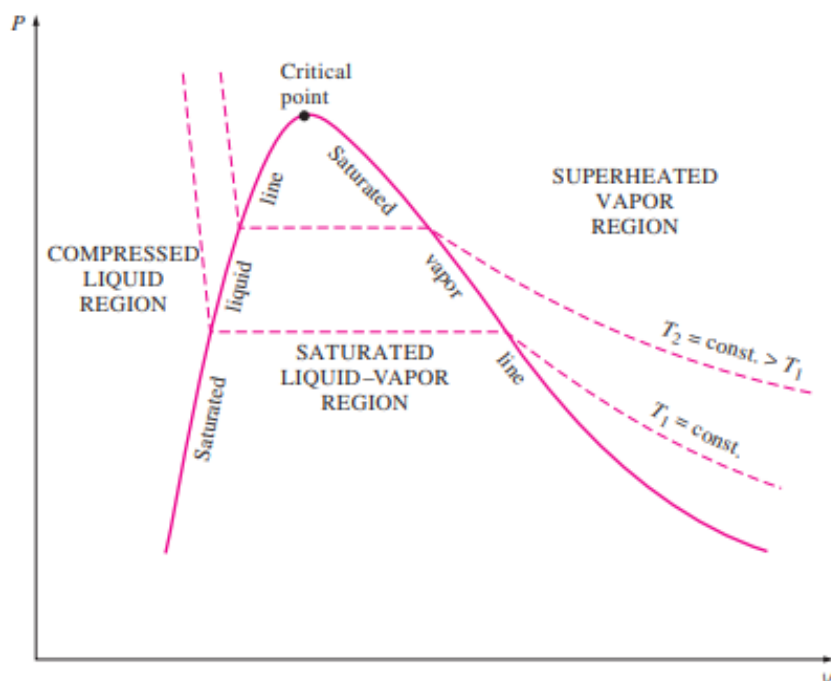 P
Critical
point
Saturated
line
SUPERHEATED
VAPOR
REGION
COMPRESSED
LIQUID
REGION
liquid
vapor
T2 = const. > T1
SATURATED
LIQUID–VAPOR
REGION
line
Saturated
T1 = const.